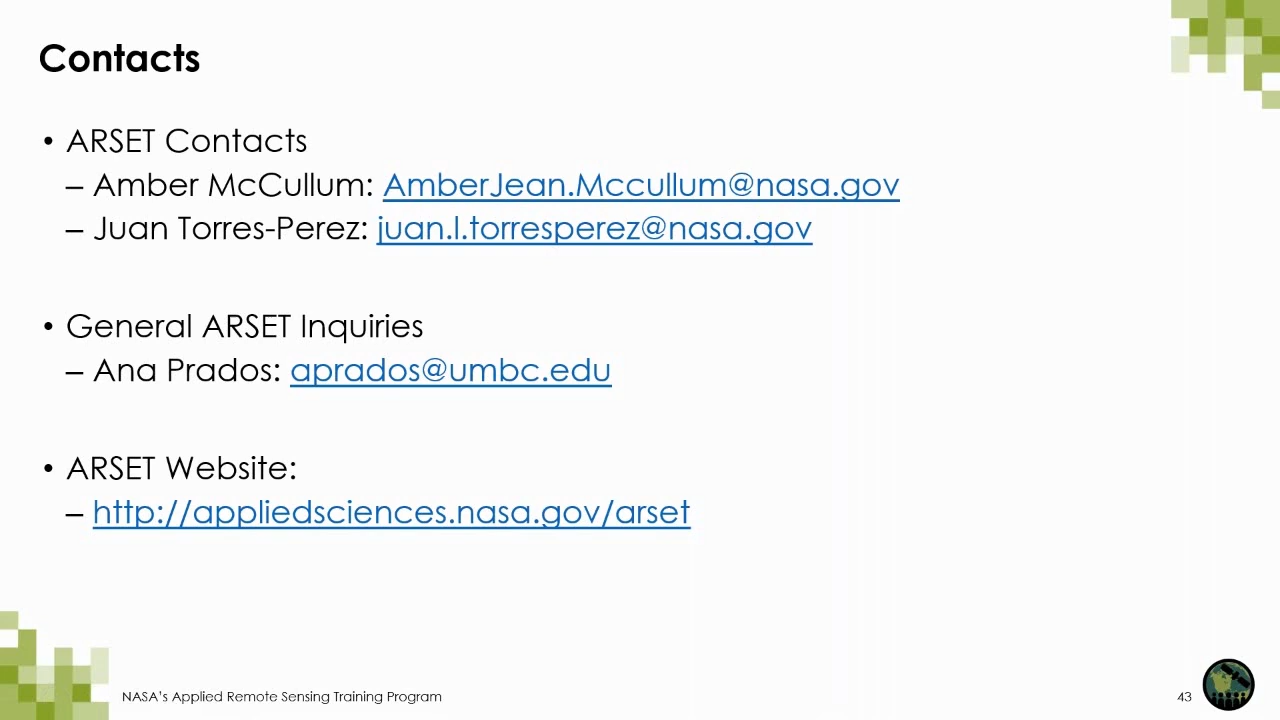 Contacts
• ARSET Contacts
– Amber McCullum: AmberJean.Mccullum@nasa.gov
– Juan Torres-Perez: juan.l.torresperez@nasa.gov
• General ARSET Inquiries
– Ana Prados: aprados@umbc.edu
• ARSET Website:
– http://appliedsciences.nasa.gov/arset
NASA's Applied Remote Sensing Training Program
43